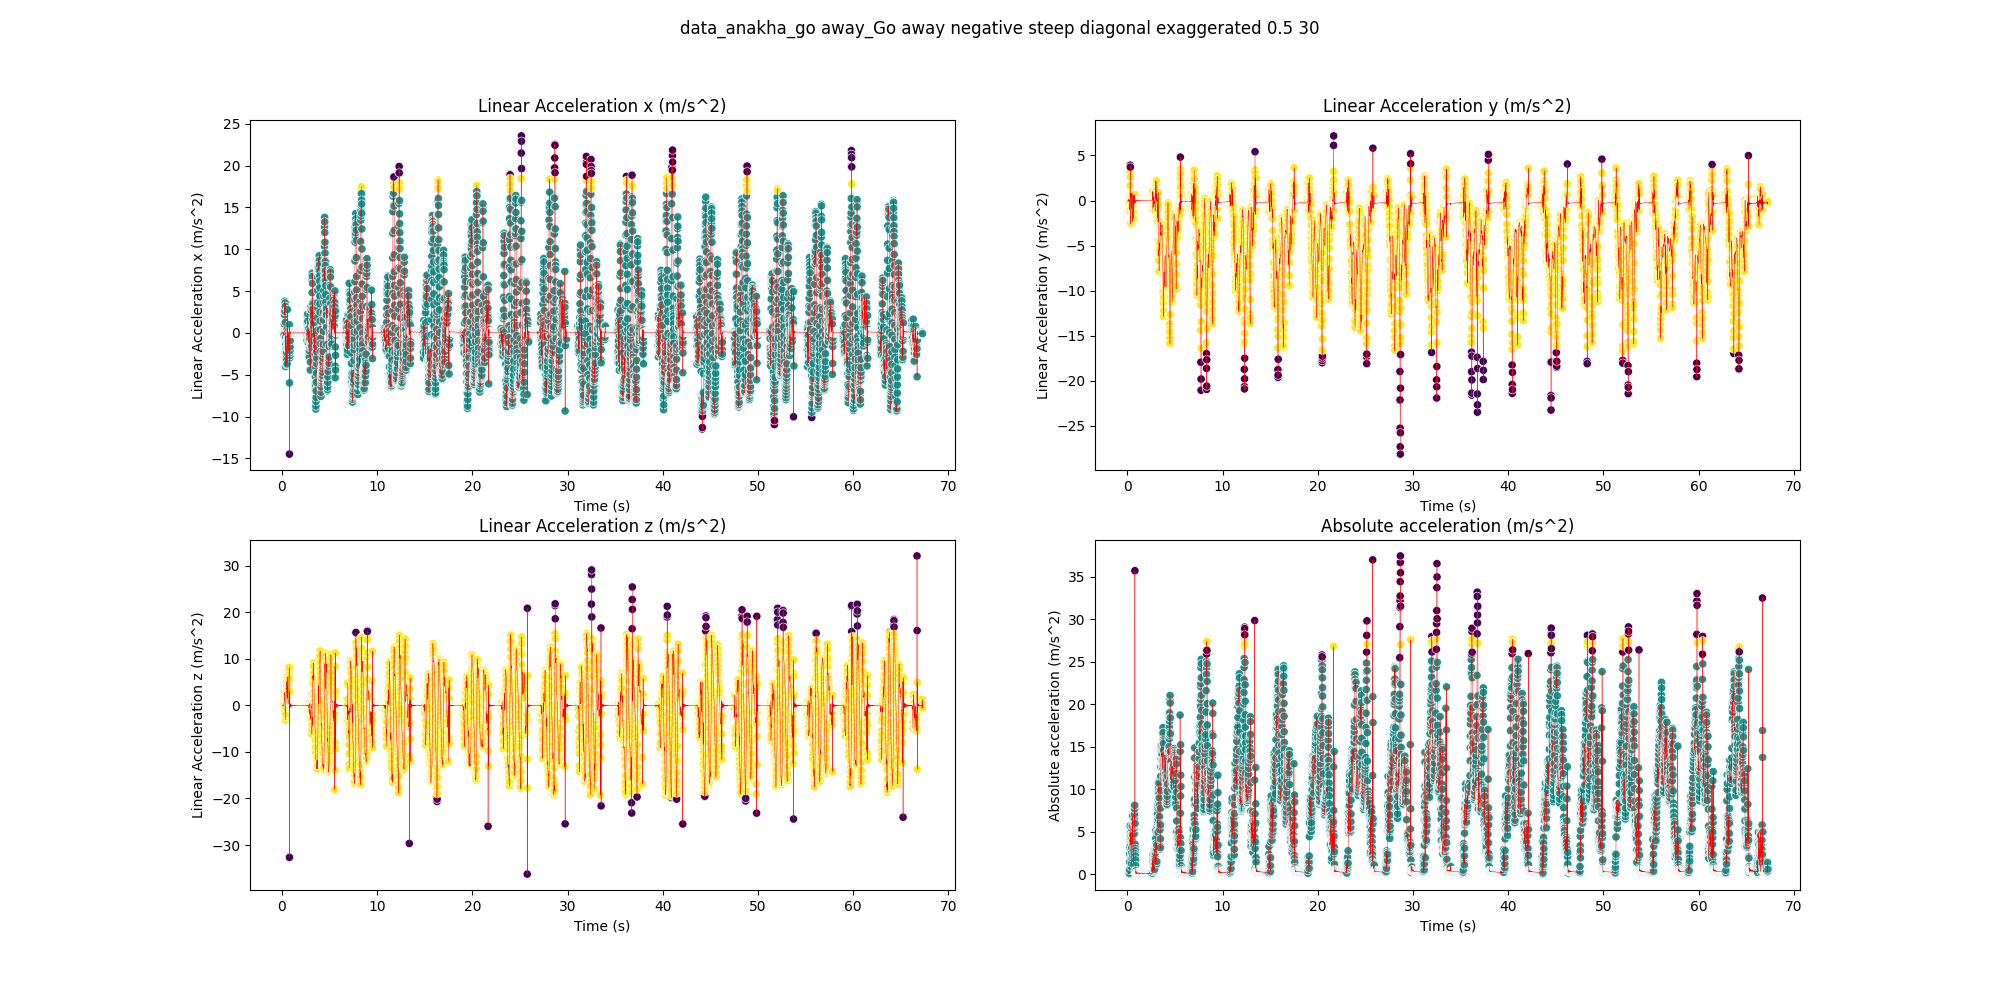 data_anakha_go away_Go away negative steep diagonal exaggerated 0.5 30
Linear Acceleration x (m/s^2)
Linear Acceleration x (m/s^2)
25
20
15
10
5
0
−5
−10
−15
0 10 20 30 40 50 60 70
Time (s)
Linear Acceleration y (m/s^2)
Linear Acceleration y (m/s^2)
5
0
−5
−10
−15
−20
−25
0 10 20 30 40 50 60 70
Time (s)
Linear Acceleration z (m/s^2)
Linear Acceleration z (m/s^2)
30
20
10
0
−10
−20
−30
0 10 20 30 40 50 60 70
Time (s)
Absolute acceleration (m/s^2)
Absolute acceleration (m/s^2)
35
30
25
20
15
10
5
0
0 10 20 30 40 50 60 70
Time (s)